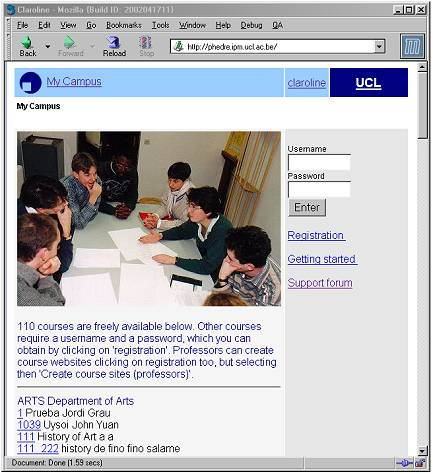 Claroline - Mozilla {Build ID: 2002041711}
File Edit View Go Bookmarks Tools Window Help Debug QA
Back Forward Reload Stop http://phedre.ipm.ucl.ac.be/
My Campus claroline UCL
My Campus
Username
Password
Enter
Registration
Getting started
Support forum
110 courses are freely available below. Other courses
require a username and a password, which you can
obtain by clicking on 'registration'. Professors can create
course websites clicking on registration too, but selecting
then 'Create course sites (professors)'.
ARTS Department of Arts
1 Prueba Jordi Grau
1039 Uysoi John Yuan
111 History of Art a a
111_222 history de fino fino salame
Document: Done (1.59 secs)